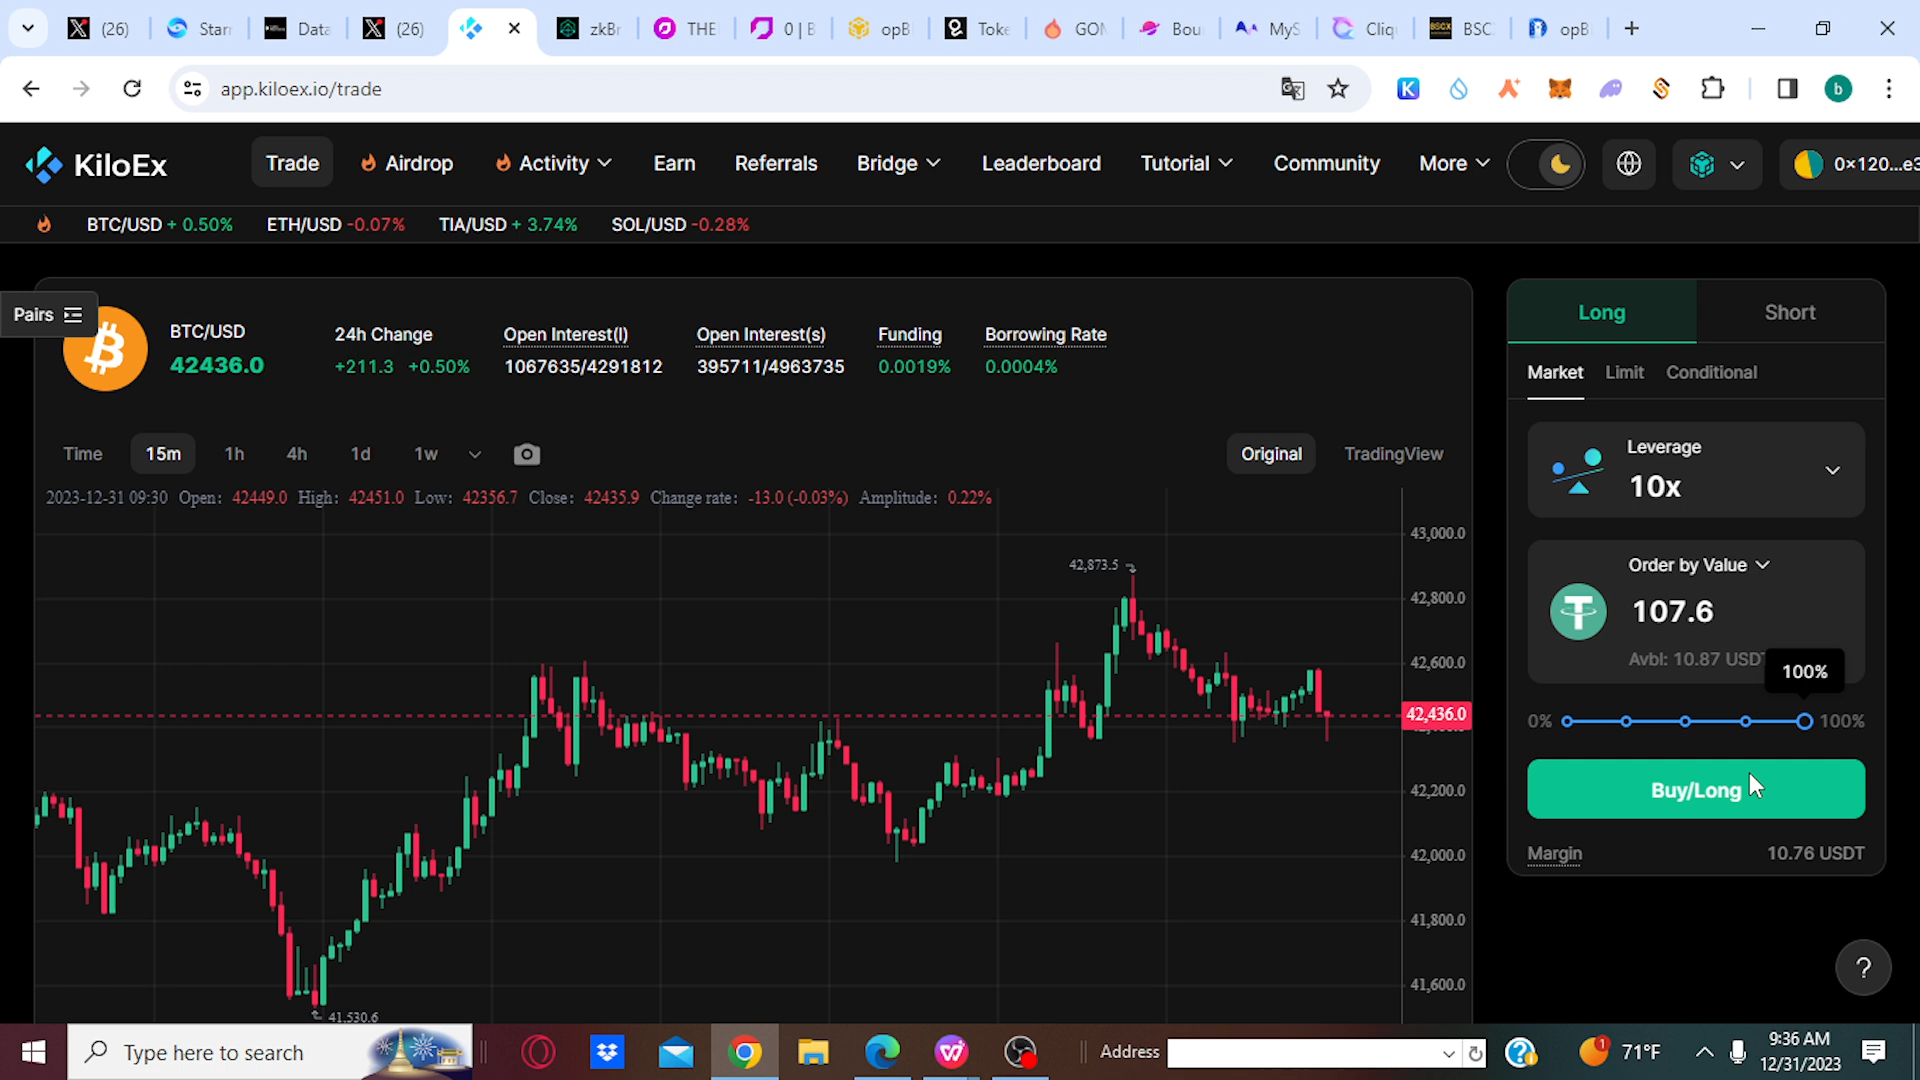 (26)
Starr
Data
(26)
zkBr
THE
0 | B
opB
Toke
GON
Bou
MyS
Cliq
BSC
opB
app.kiloex.io/trade
b
KiloEx
Trade
Airdrop
Activity
Earn
Referrals
Bridge
Leaderboard
Tutorial
Community
More
0×120...e3
BTC/USD + 0.50%
ETH/USD -0.07%
TIA/USD + 3.74%
SOL/USD -0.28%
Pairs
BTC/USD
42436.0
24h Change
+211.3 +0.50%
Open Interest(l)
1067635/4291812
Open Interest(s)
395711/4963735
Funding
0.0019%
Borrowing Rate
0.0004%
Time 15m 1h 4h 1d 1w
Original TradingView
2023-12-31 09:30 Open: 42449.0 High: 42451.0 Low: 42356.7 Close: 42435.9 Change rate: -13.0 (-0.03%) Amplitude: 0.22%
43,000.0
42,873.5
42,800.0
42,600.0
42,436.0
42,200.0
42,000.0
41,800.0
41,600.0
41,530.6
Long Short
Market Limit Conditional
Leverage
10x
Order by Value
107.6
Avbl: 10.87 USDT
100%
0% 100%
Buy/Long
Margin 10.76 USDT
?
Type here to search
Address
71°F
1
9:36 AM
12/31/2023